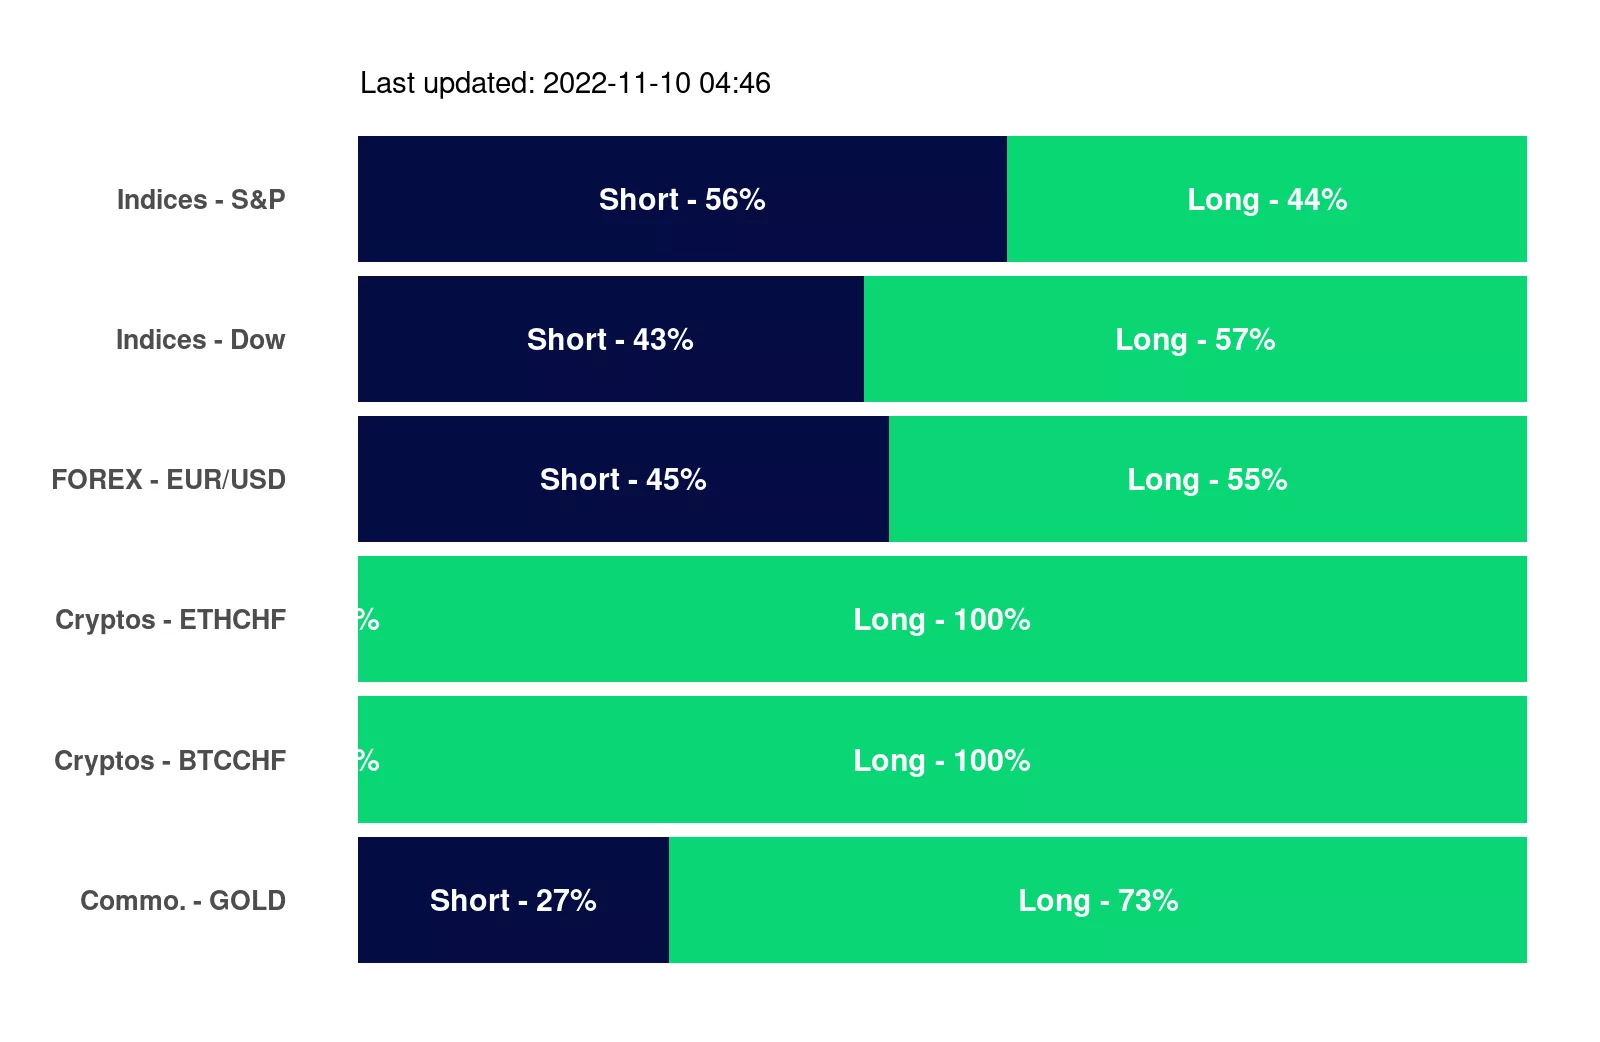 Last updated: 2022-11-10 04:46
Indices - S&P Short - 56% Long - 44%
Indices - Dow Short - 43% Long - 57%
FOREX - EUR/USD Short - 45% Long - 55%
Cryptos - ETHCHF % Long - 100%
Cryptos - BTCCHF % Long - 100%
Commo. - GOLD Short - 27% Long - 73%